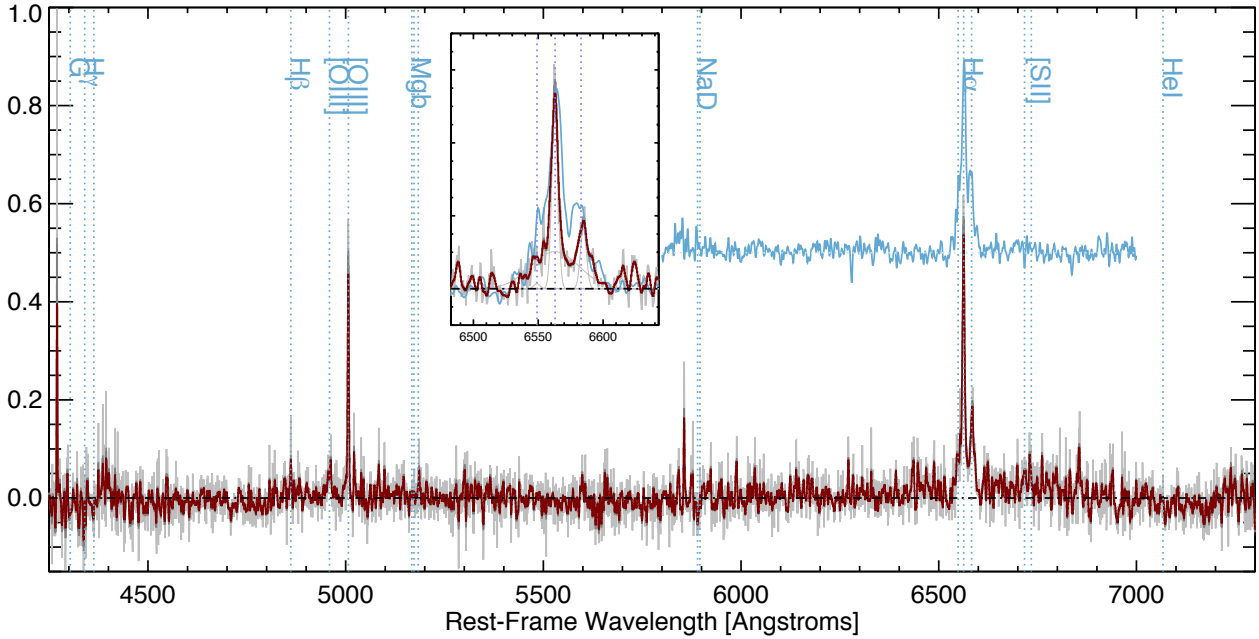 1.0
0.8
0.6
0.4
0.2
0.0
G
Hγ
Hβ
[OIII]
[OIII]
Mgb
NaD
Hα
[SII]
HeI
6500
6550
6600
4500
5000
5500
6000
6500
7000
Rest-Frame Wavelength [Angstroms]